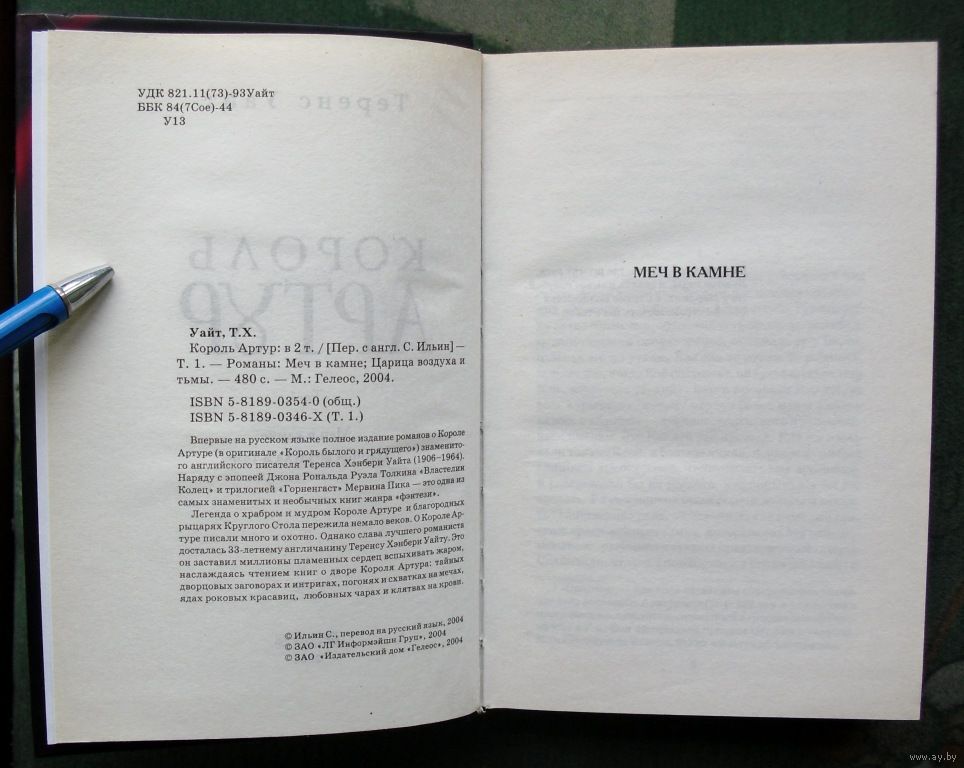 УДК 821.11(73)-93Уайт
ББК 84(7Сое)-44
У13
Уайт, Т.Х.
Король Артур: в 2 т. / [Пер. с англ. С. Ильин] —
Т. 1. — Романы: Меч в камне; Царица воздуха и
тьмы. — 480 с. — М.: Гелеос, 2004.
ISBN 5-8189-0354-0 (общ.)
ISBN 5-8189-0346-X (Т. 1.)
Впервые на русском языке полное издание романов о Короле
Артуре (в оригинале «Король былого и грядущего») знаменито-
го английского писателя Теренса Хэнбери Уайта (1906–1964).
Наряду с эпопеей Джона Рональда Руэла Толкина «Властелин
Колец» и трилогией «Горменгаст» Мервина Пика — это одна из
самых знаменитых и необычных книг жанра «фэнтези».
Легенда о храбром и мудром Короле Артуре и благородных
рыцарях Круглого Стола пережила немало веков. О Короле Ар-
туре писали много и охотно. Однако слава лучшего романиста
досталась 33-летнему англичанину Теренсу Хэнбери Уайту. Это
он заставил миллионы пламенных сердец вспыхивать жаром,
наслаждаясь чтением книг о дворе Короля Артура: тайных
дворцовых заговорах и интригах, погонях и схватках на мечах,
ядах роковых красавиц, любовных чарах и клятвах на крови.
© Ильин С., перевод на русский язык, 2004
© ЗАО «ЛГ Информэйшн Груп», 2004
© ЗАО «Издательский дом «Гелеос», 2004
МЕЧ В КАМНЕ
www.ay.by